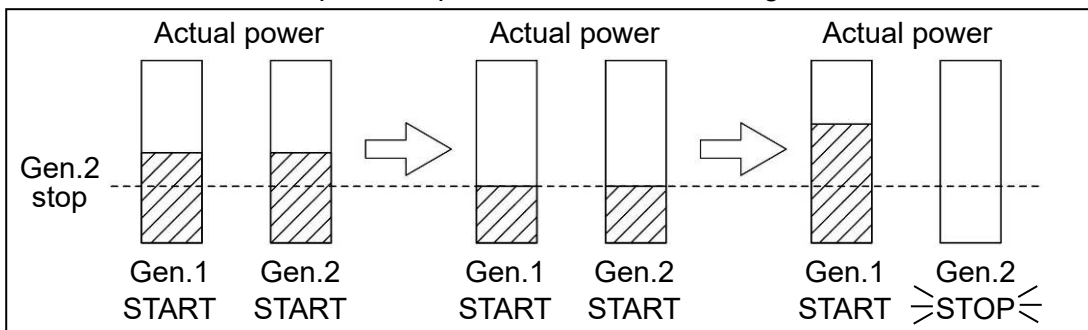 Actual power Actual power Actual power
Gen.2
stop
Gen.1 Gen.2 Gen.1 Gen.2 Gen.1 Gen.2
START START START START START STOP